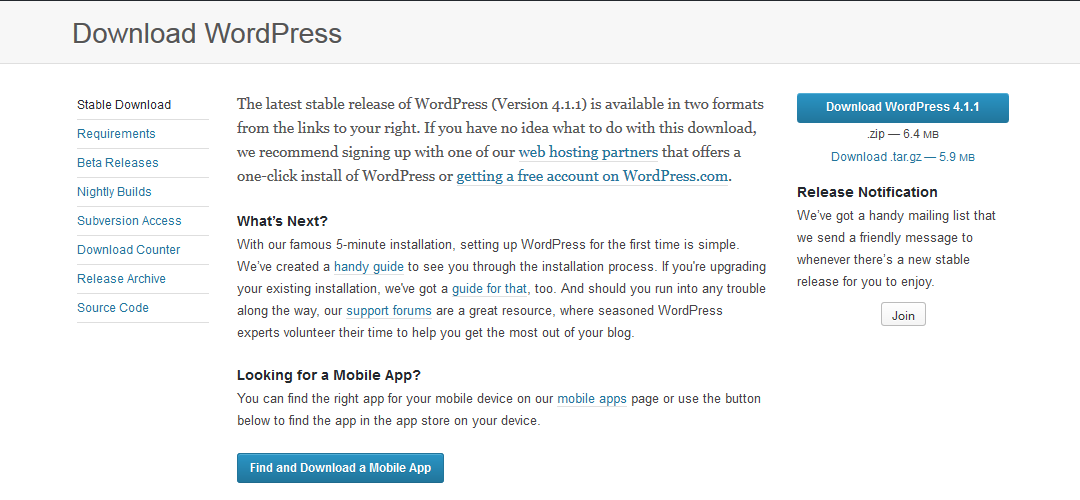 Download WordPress
Stable Download
Requirements
Beta Releases
Nightly Builds
Subversion Access
Download Counter
Release Archive
Source Code
The latest stable release of WordPress (Version 4.1.1) is available in two formats
from the links to your right. If you have no idea what to do with this download,
we recommend signing up with one of our web hosting partners that offers a
one-click install of WordPress or getting a free account on WordPress.com.
What's Next?
With our famous 5-minute installation, setting up WordPress for the first time is simple.
We've created a handy guide to see you through the installation process. If you're upgrading
your existing installation, we've got a guide for that, too. And should you run into any trouble
along the way, our support forums are a great resource, where seasoned WordPress
experts volunteer their time to help you get the most out of your blog.
Looking for a Mobile App?
You can find the right app for your mobile device on our mobile apps page or use the button
below to find the app in the app store on your device.
Find and Download a Mobile App
Download WordPress 4.1.1
.zip — 6.4 MB
Download .tar.gz — 5.9 MB
Release Notification
We've got a handy mailing list that
we send a friendly message to
whenever there's a new stable
release for you to enjoy.
Join